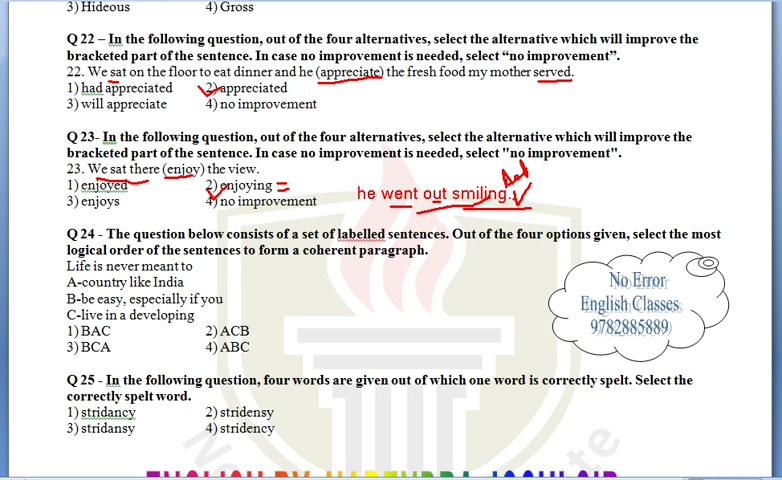 3) Hideous 4) Gross
Q 22 – In the following question, out of the four alternatives, select the alternative which will improve the
bracketed part of the sentence. In case no improvement is needed, select “no improvement”.
22. We sat on the floor to eat dinner and he (appreciate) the fresh food my mother served.
1) had appreciated 2) appreciated
3) will appreciate 4) no improvement
Q 23- In the following question, out of the four alternatives, select the alternative which will improve the
bracketed part of the sentence. In case no improvement is needed, select "no improvement".
23. We sat there (enjoy) the view.
1) enjoyed 2) enjoying =
3) enjoys 4) no improvement
he went out smiling.
Q 24 - The question below consists of a set of labelled sentences. Out of the four options given, select the most
logical order of the sentences to form a coherent paragraph.
Life is never meant to
A-country like India
B-be easy, especially if you
C-live in a developing
1) BAC 2) ACB
3) BCA 4) ABC
No Error
English Classes
9782885889
Q 25 - In the following question, four words are given out of which one word is correctly spelt. Select the
correctly spelt word.
1) stridancy 2) stridensy
3) stridansy 4) stridency